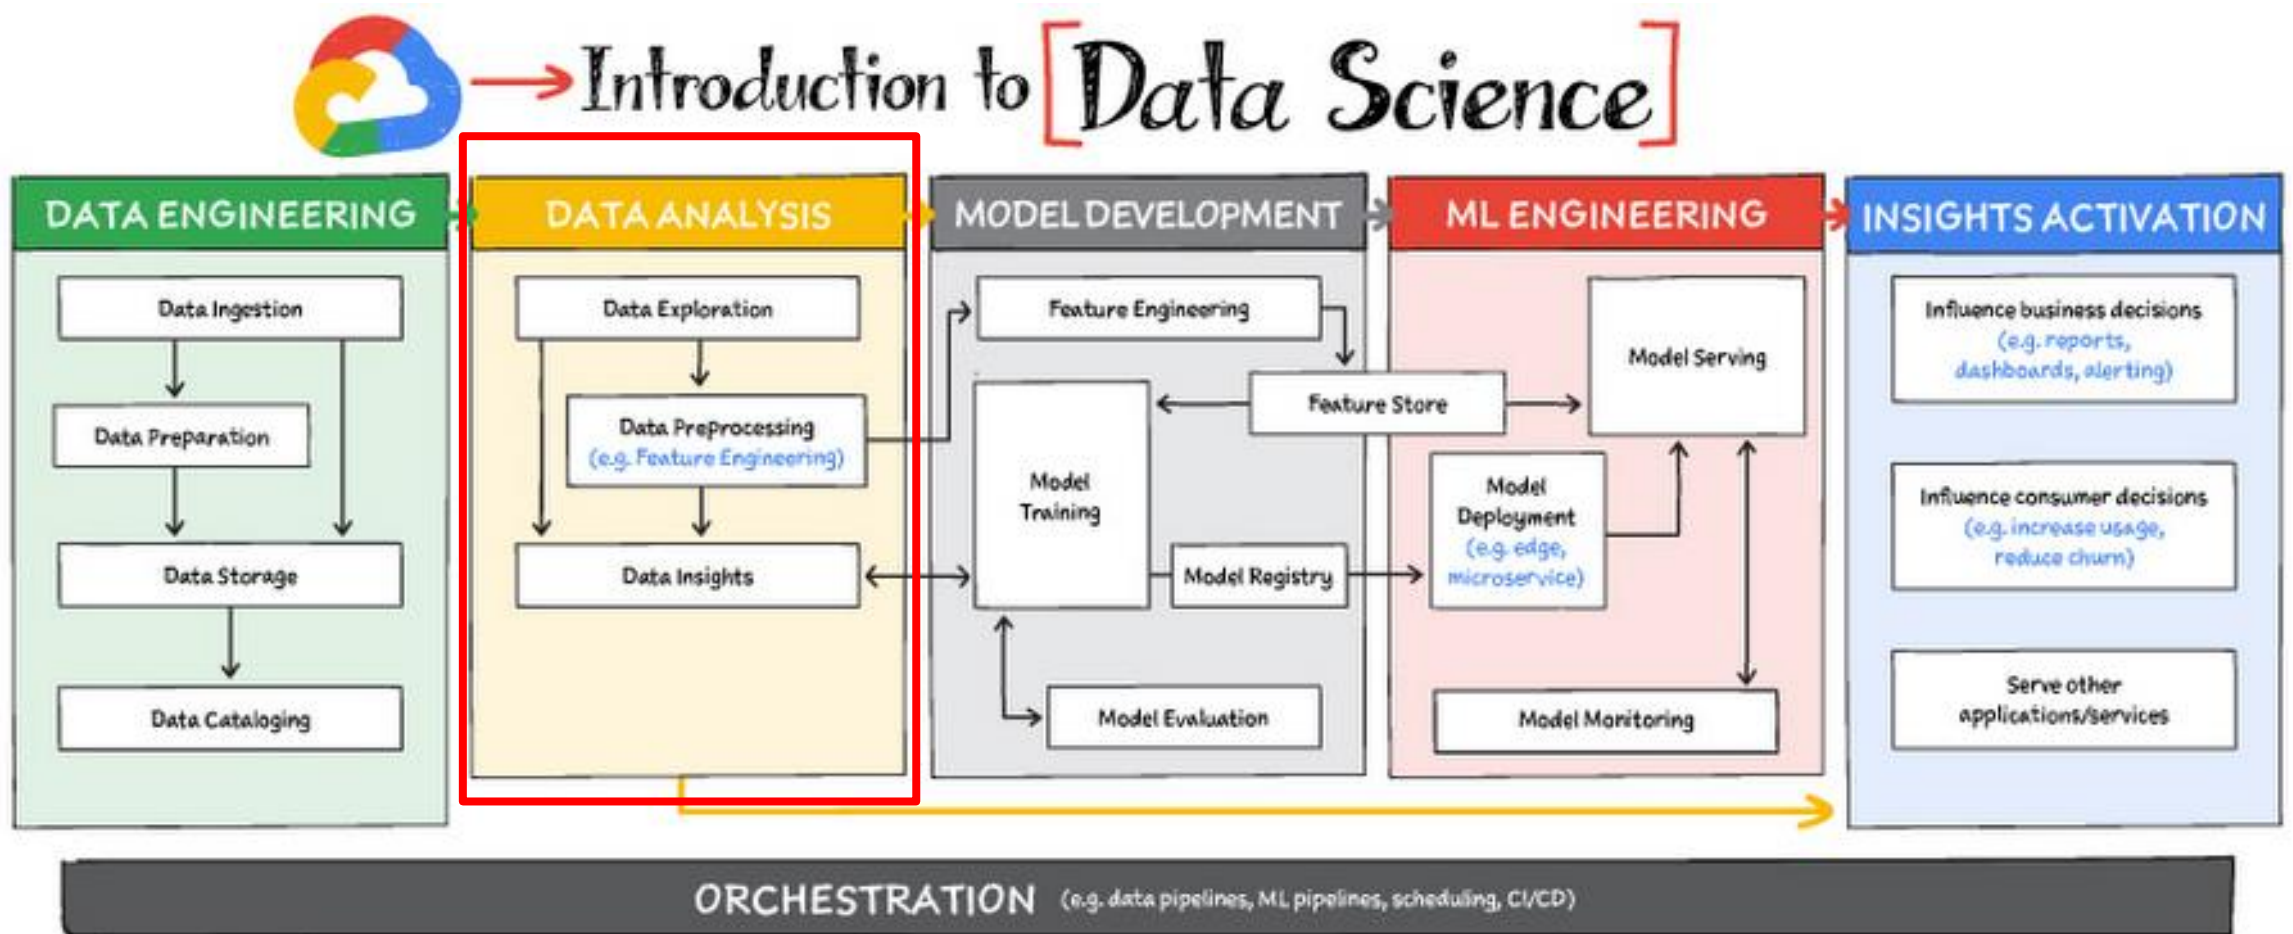 Introduction to [Data Science]
DATA ENGINEERING
Data Ingestion
Data Preparation
Data Storage
Data Cataloging
DATA ANALYSIS
Data Exploration
Data Preprocessing
(e.g. Feature Engineering)
Data Insights
MODEL DEVELOPMENT
Feature Engineering
Feature Store
Model
Training
Model Registry
Model Evaluation
ML ENGINEERING
Model Serving
Model
Deployment
(e.g. edge,
microservice)
Model Monitoring
INSIGHTS ACTIVATION
Influence business decisions
(e.g. reports,
dashboards, alerting)
Influence consumer decisions
(e.g. increase usage,
reduce churn)
Serve other
applications/services
ORCHESTRATION (e.g. data pipelines, ML pipelines, scheduling, CI/CD)